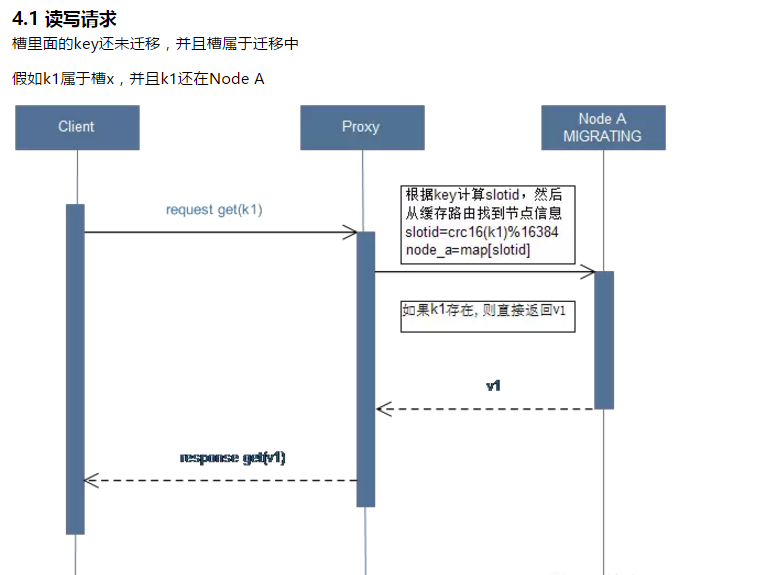 4.1 读写请求
槽里面的key还未迁移，并且槽属于迁移中
假如k1属于槽x，并且k1还在Node A
Client
Proxy
Node A
MIGRATING
request get(k1)
根据key计算slotid，然后
从缓存路由找到节点信息
slotid=crc16(k1)%16384
node_a=map[slotid]
如果k1存在, 则直接返回v1
v1
response get(v1)